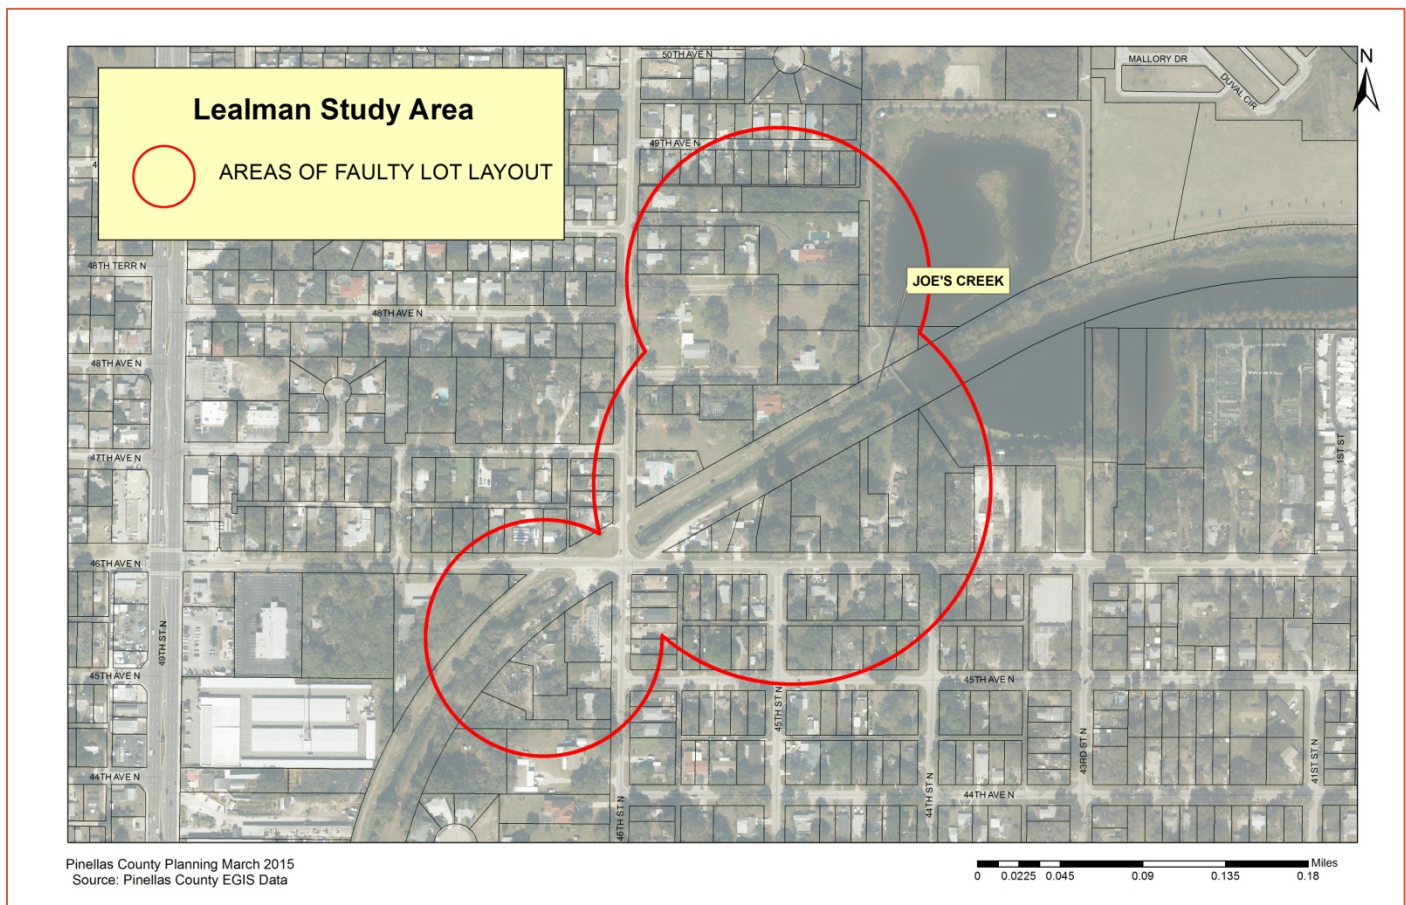 50TH AVE N
MALLORY DR
N
DUVAL CIR
Lealman Study Area
AREAS OF FAULTY LOT LAYOUT
49TH AVE N
48TH TERR N
JOE'S CREEK
48TH AVE N
48TH AVE N
47TH AVE N
1ST ST
46TH AVE N
49TH ST N
45TH AVE N
45TH AVE N
45TH ST N
43RD ST N
41ST ST N
44TH AVE N
44TH ST N
44TH AVE N
46TH ST N
Pinellas County Planning March 2015
Source: Pinellas County EGIS Data
Miles
0 0.0225 0.045 0.09 0.135 0.18